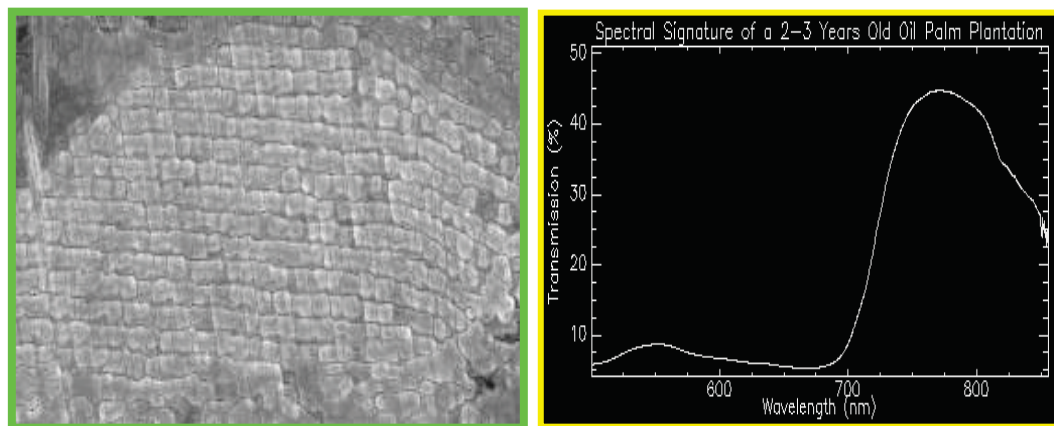 Spectral Signature of a 2-3 Years Old Oil Palm Plantation
50
40
30
20
10
Transmission (%)
600
700
800
Wavelength (nm)